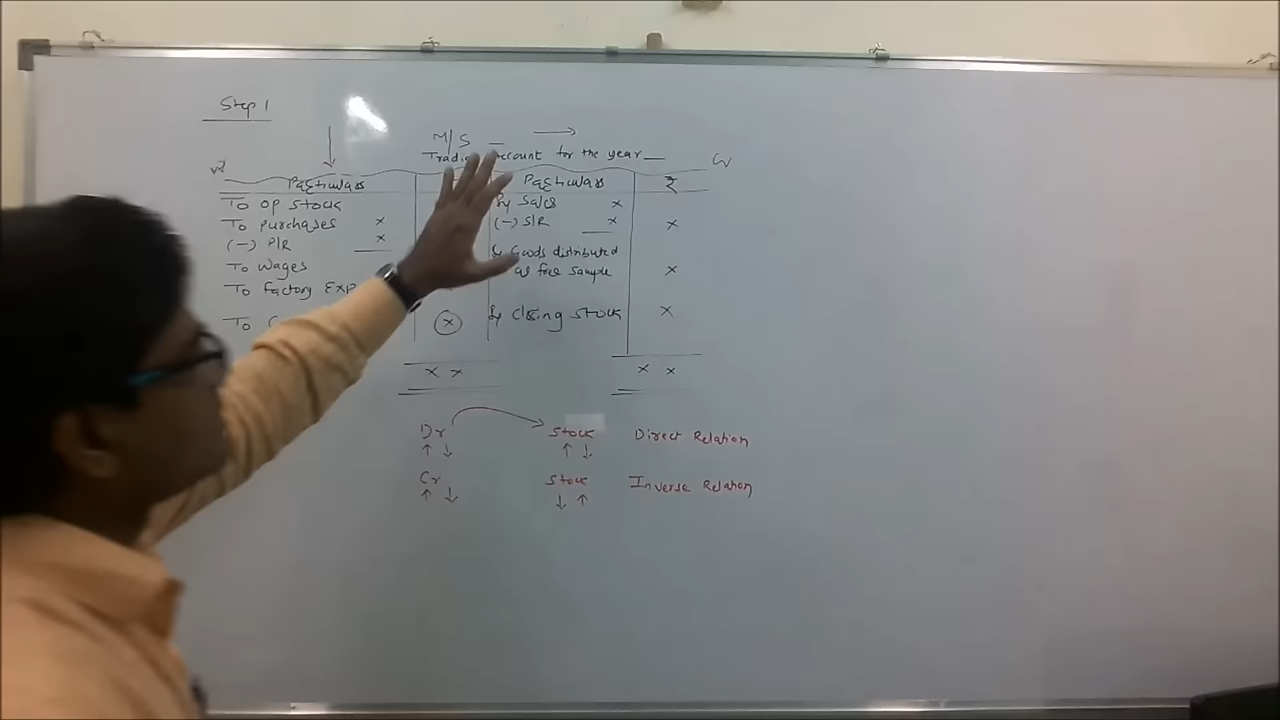 Step 1
M/S —
Trading Account for the year —
Dr Cr
Particulars Particulars ₹
To op stock By Sales x
To purchases x (-) S/R x x
(-) P/R x
To wages By Goods distributed
To Factory Exp as free sample x
To x By closing stock x
x x x x
Dr Stock Direct Relation
↑ ↓ ↑ ↓
Cr Stock Inverse Relation
↑ ↓ ↓ ↑